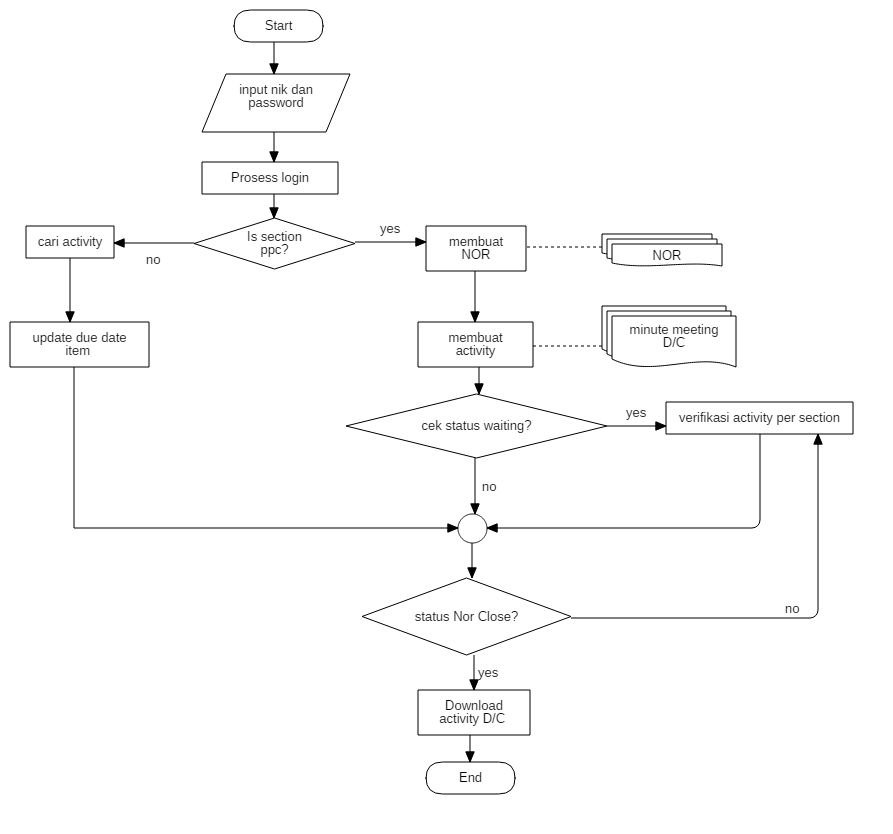 Start
input nik dan
password
Prosess login
Is section
ppc?
yes
no
cari activity
membuat
NOR
NOR
update due date
item
membuat
activity
minute meeting
D/C
cek status waiting?
yes
verifikasi activity per section
no
status Nor Close?
no
yes
Download
activity D/C
End